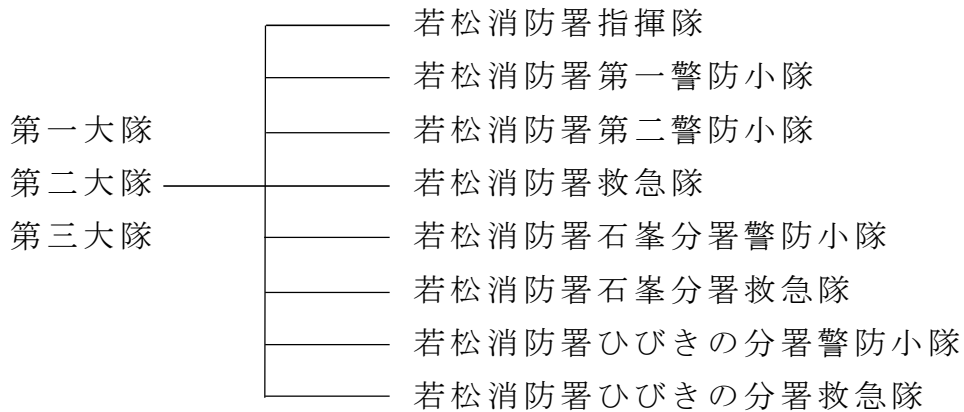 第一大隊
第二大隊
第三大隊
若松消防署指揮隊
若松消防署第一警防小隊
若松消防署第二警防小隊
若松消防署救急隊
若松消防署石峯分署警防小隊
若松消防署石峯分署救急隊
若松消防署ひびきの分署警防小隊
若松消防署ひびきの分署救急隊